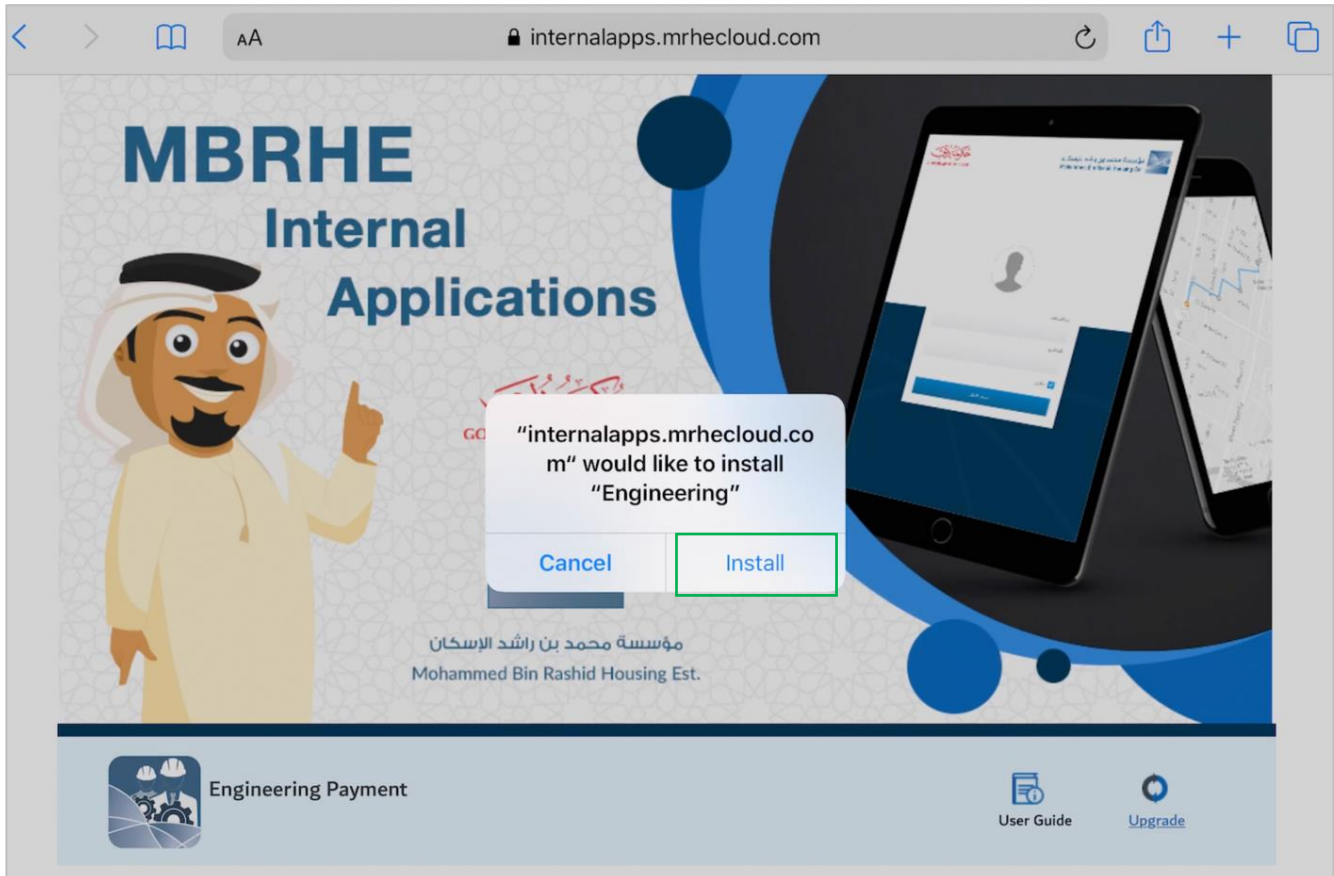 AA
internalapps.mrhecloud.com
MBRHE
Internal
Applications
GO
“internalapps.mrhecloud.co
m“ would like to install
“Engineering”
Cancel
Install
مؤسسة محمد بن راشد الإسكان
Mohammed Bin Rashid Housing Est.
Engineering Payment
User Guide
Upgrade